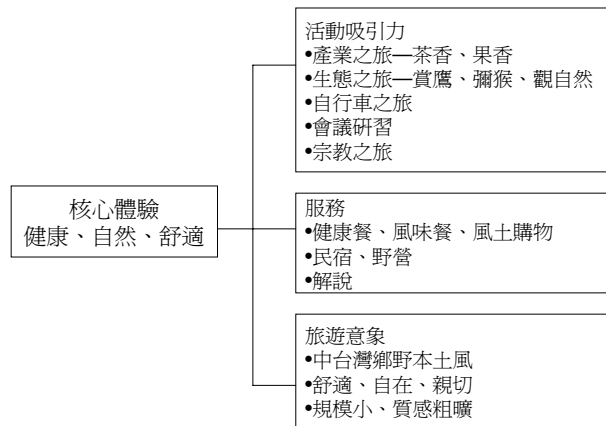 核心體驗
健康、自然、舒適
活動吸引力
•產業之旅—茶香、果香
•生態之旅—賞鷹、彌猴、觀自然
•自行車之旅
•會議研習
•宗教之旅
服務
•健康餐、風味餐、風土購物
•民宿、野營
•解說
旅遊意象
•中台灣鄉野本土風
•舒適、自在、親切
•規模小、質感粗曠